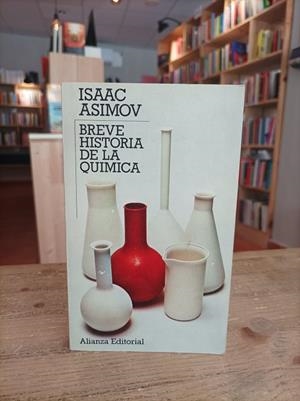 ISAAC
ASIMOV
BREVE
HISTORIA
DE LA
QUIMICA
Alianza Editorial